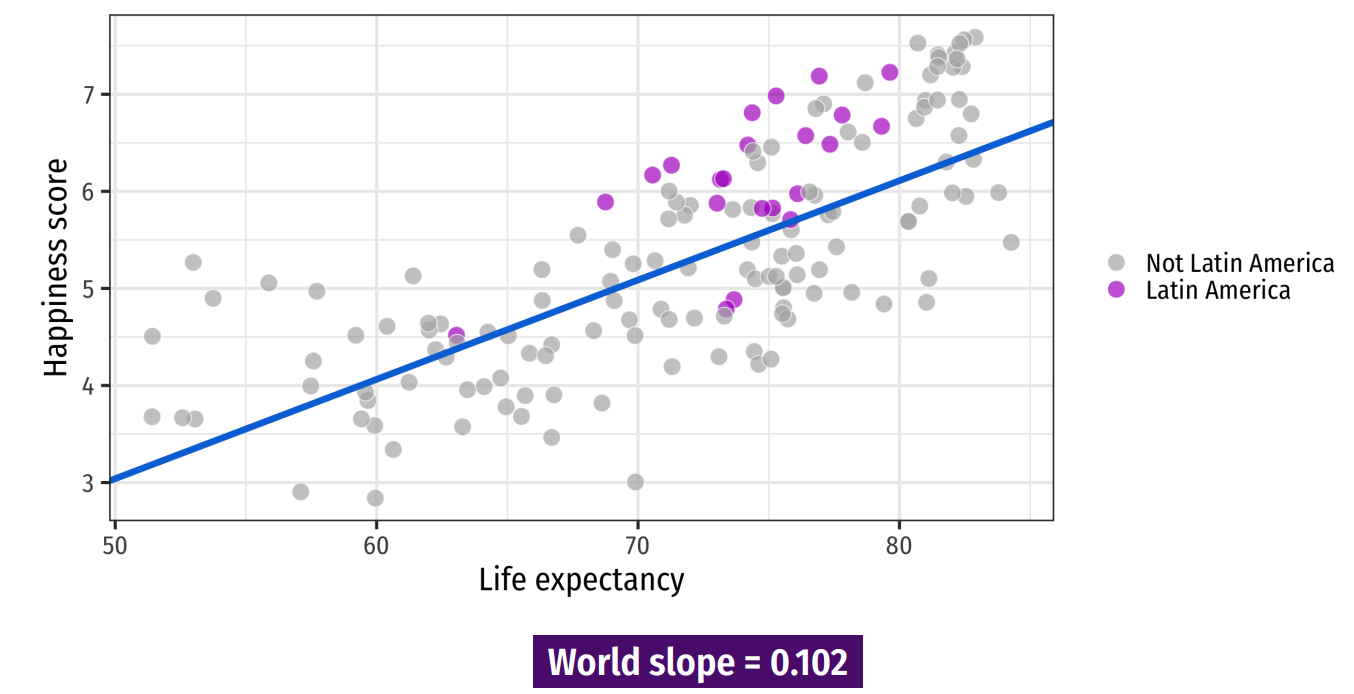 7
6
5
4
3
Happiness score
50 60 70 80
Life expectancy
Not Latin America
Latin America
World slope = 0.102